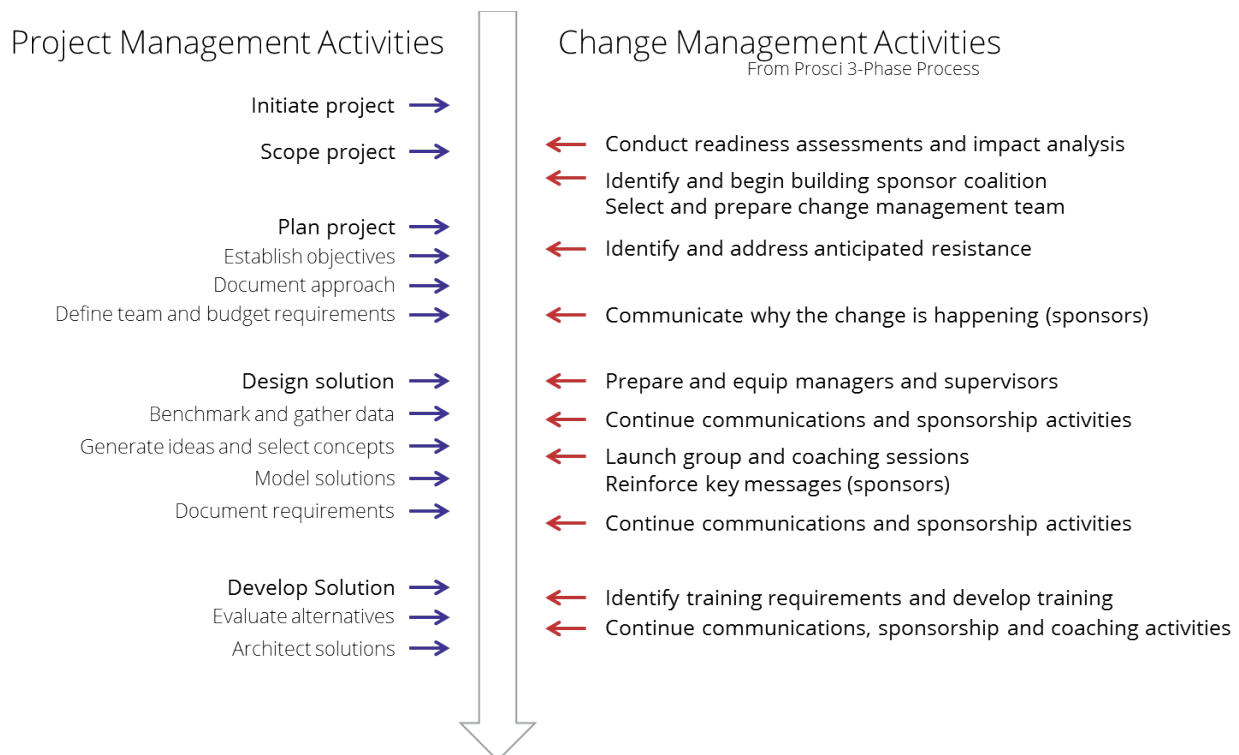 Project Management Activities
Initiate project
Scope project
Plan project
Establish objectives
Document approach
Define team and budget requirements
Design solution
Benchmark and gather data
Generate ideas and select concepts
Model solutions
Document requirements
Develop Solution
Evaluate alternatives
Architect solutions
Change Management Activities
From Prosci 3-Phase Process
Conduct readiness assessments and impact analysis
Identify and begin building sponsor coalition
Select and prepare change management team
Identify and address anticipated resistance
Communicate why the change is happening (sponsors)
Prepare and equip managers and supervisors
Continue communications and sponsorship activities
Launch group and coaching sessions
Reinforce key messages (sponsors)
Continue communications and sponsorship activities
Identify training requirements and develop training
Continue communications, sponsorship and coaching activities